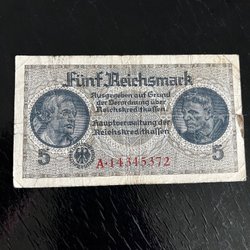 Fünf Reichsmark
Ausgegeben auf Grund
der Verordnung über
Reichskreditkassen
Hauptverwaltung der
Reichskreditkassen
5
5
A·14345372